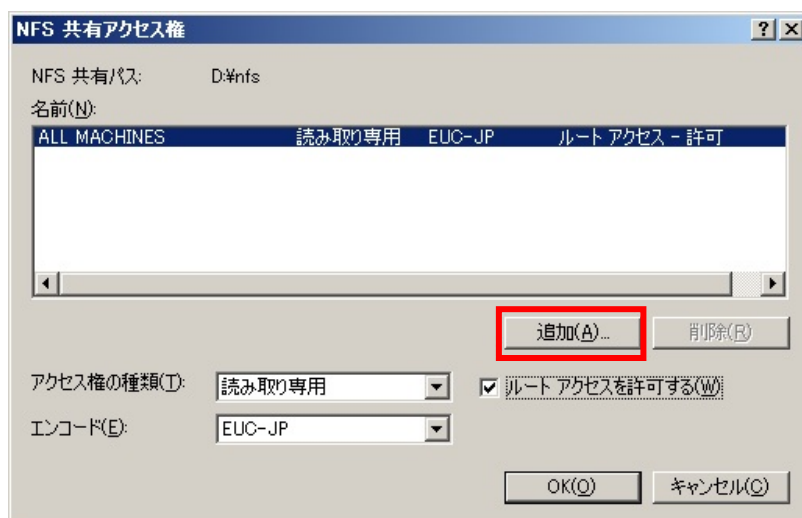 NFS 共有アクセス権
NFS 共有パス: D:¥nfs
名前(N):
ALL MACHINES 読み取り専用 EUC-JP ルート アクセス - 許可
追加(A)... 削除(R)
アクセス権の種類(T): 読み取り専用 ルート アクセスを許可する(W)
エンコード(E): EUC-JP
OK(O) キャンセル(C)